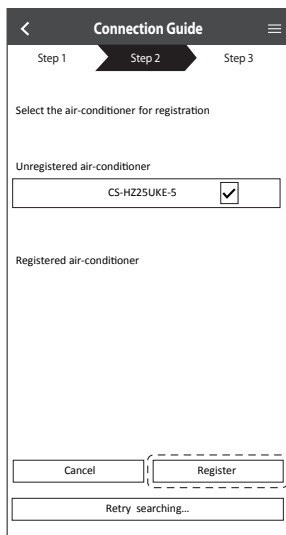 Connection Guide
Step 1 Step 2 Step 3
Select the air-conditioner for registration
Unregistered air-conditioner
CS-HZ25UKE-5
Registered air-conditioner
Cancel Register
Retry searching...